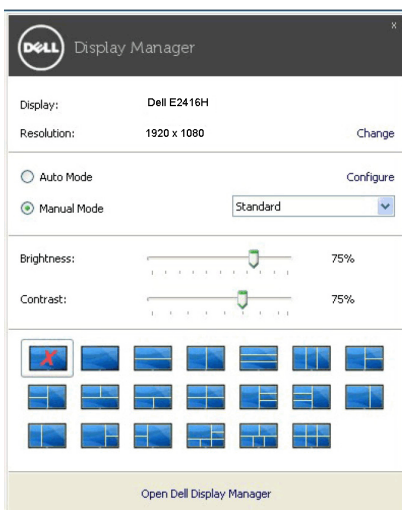 x
DELL Display Manager
Display: Dell E2416H
Resolution: 1920 x 1080 Change
Auto Mode Configure
Manual Mode Standard
Brightness: 75%
Contrast: 75%
Open Dell Display Manager